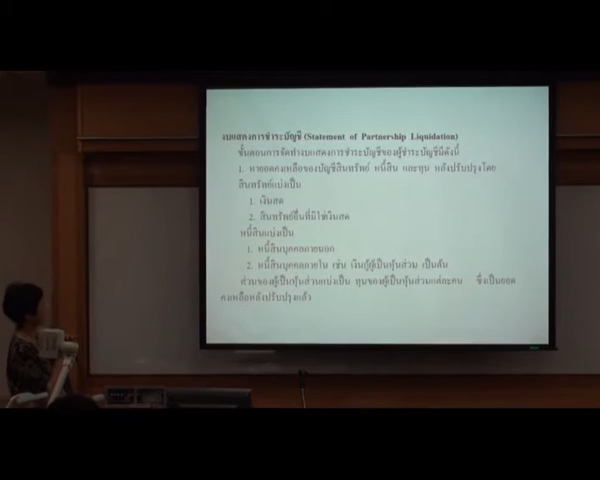 งบแสดงการชำระบัญชี (Statement of Partnership Liquidation)
ขั้นตอนการจัดทำงบแสดงการชำระบัญชีของผู้ชำระบัญชีมีดังนี้
1. หายอดคงเหลือของบัญชีสินทรัพย์ หนี้สิน และทุน หลังปรับปรุงโดย
สินทรัพย์แบ่งเป็น
1. เงินสด
2. สินทรัพย์อื่นที่มิใช่เงินสด
หนี้สินแบ่งเป็น
1. หนี้สินบุคคลภายนอก
2. หนี้สินบุคคลภายใน เช่น เงินกู้ผู้เป็นหุ้นส่วน เป็นต้น
ส่วนของผู้เป็นหุ้นส่วนแบ่งเป็น ทุนของผู้เป็นหุ้นส่วนแต่ละคน ซึ่งเป็นยอด
คงเหลือหลังปรับปรุงแล้ว